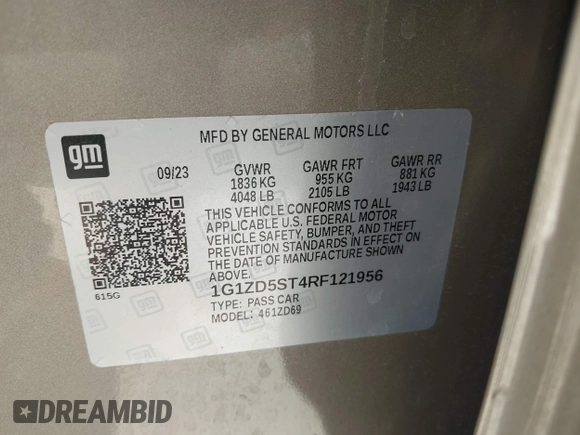 gm
MFD BY GENERAL MOTORS LLC
09/23 GVWR GAWR FRT GAWR RR
1836 KG 955 KG 881 KG
4048 LB 2105 LB 1943 LB
THIS VEHICLE CONFORMS TO ALL
APPLICABLE U.S. FEDERAL MOTOR
VEHICLE SAFETY, BUMPER, AND THEFT
PREVENTION STANDARDS IN EFFECT ON
THE DATE OF MANUFACTURE SHOWN
ABOVE.
615G
1G1ZD5ST4RF121956
TYPE: PASS CAR
MODEL: 461ZD69
DREAMBID